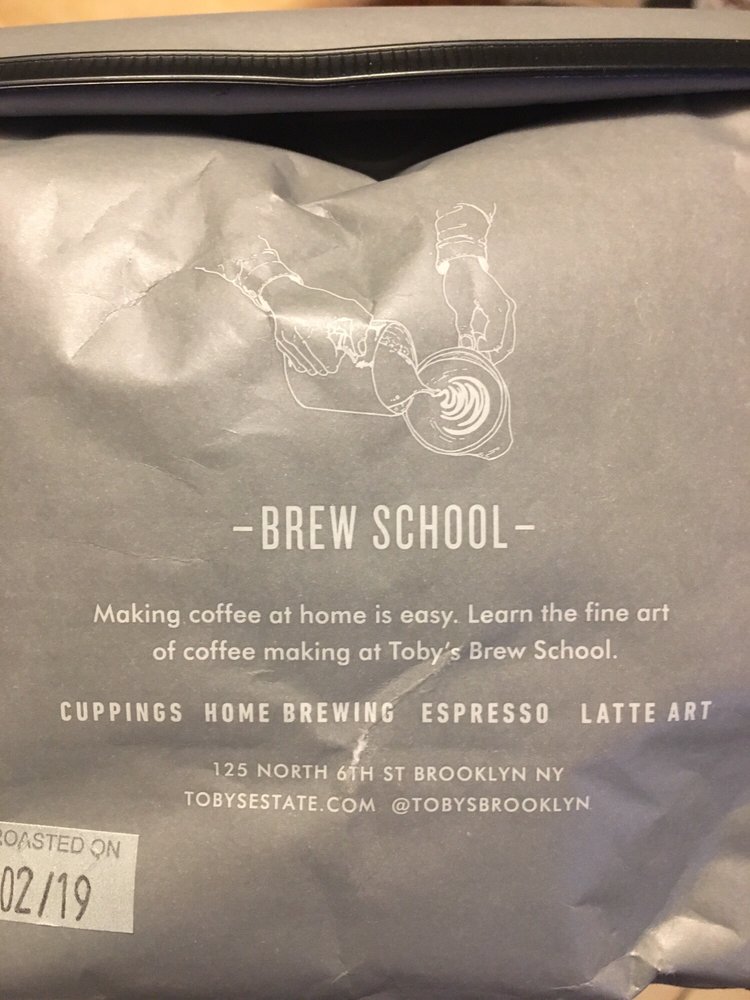 –BREW SCHOOL–
Making coffee at home is easy. Learn the fine art
of coffee making at Toby's Brew School.
CUPPINGS HOME BREWING ESPRESSO LATTE ART
125 NORTH 6TH ST BROOKLYN NY
TOBYSESTATE.COM @TOBYSBROOKLYN
ROASTED ON
02/19